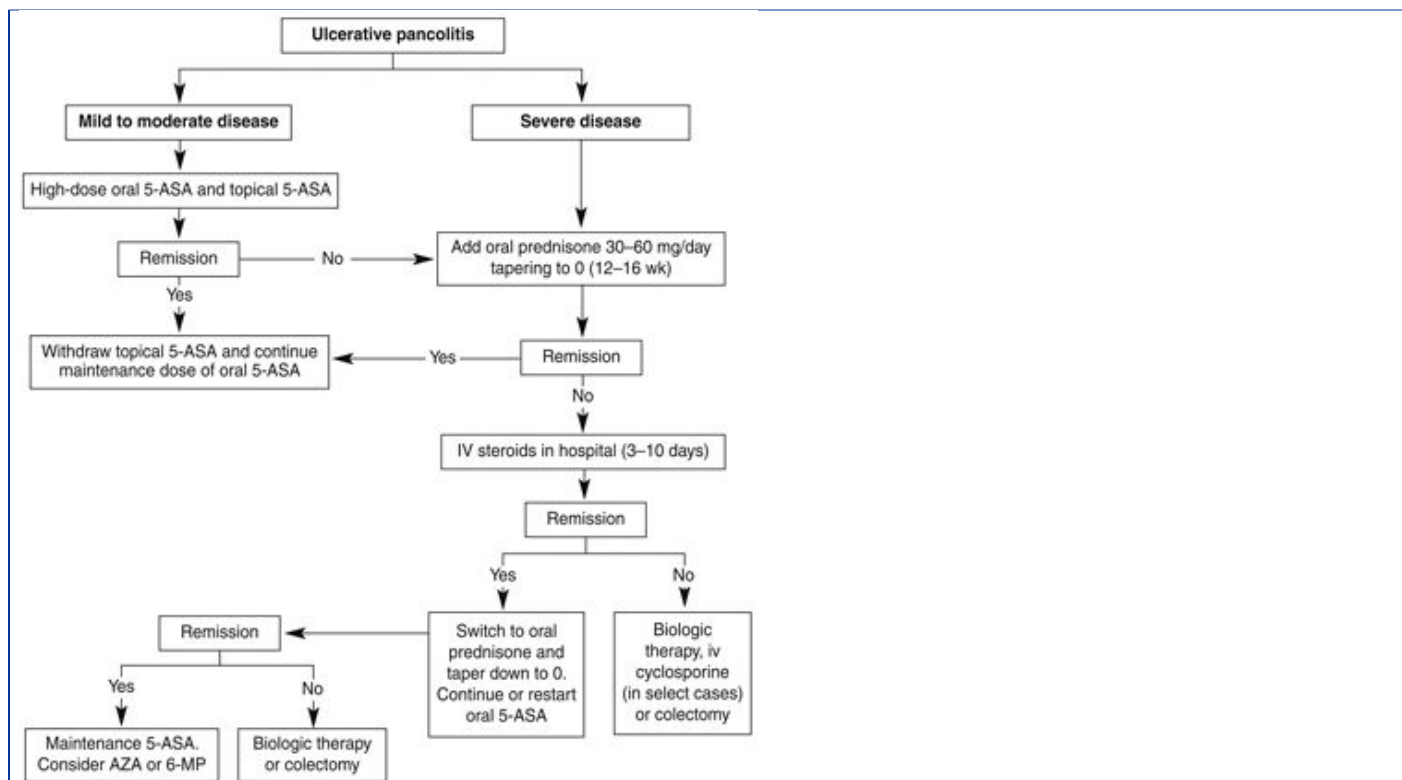 Ulcerative pancolitis
Mild to moderate disease
Severe disease
High-dose oral 5-ASA and topical 5-ASA
Remission
No
Add oral prednisone 30–60 mg/day
tapering to 0 (12–16 wk)
Yes
Withdraw topical 5-ASA and continue
maintenance dose of oral 5-ASA
Yes
Remission
No
IV steroids in hospital (3–10 days)
Remission
Yes
No
Remission
Switch to oral
prednisone and
taper down to 0.
Continue or restart
oral 5-ASA
Biologic
therapy, iv
cyclosporine
(in select cases)
or colectomy
Yes
No
Maintenance 5-ASA.
Consider AZA or 6-MP
Biologic therapy
or colectomy